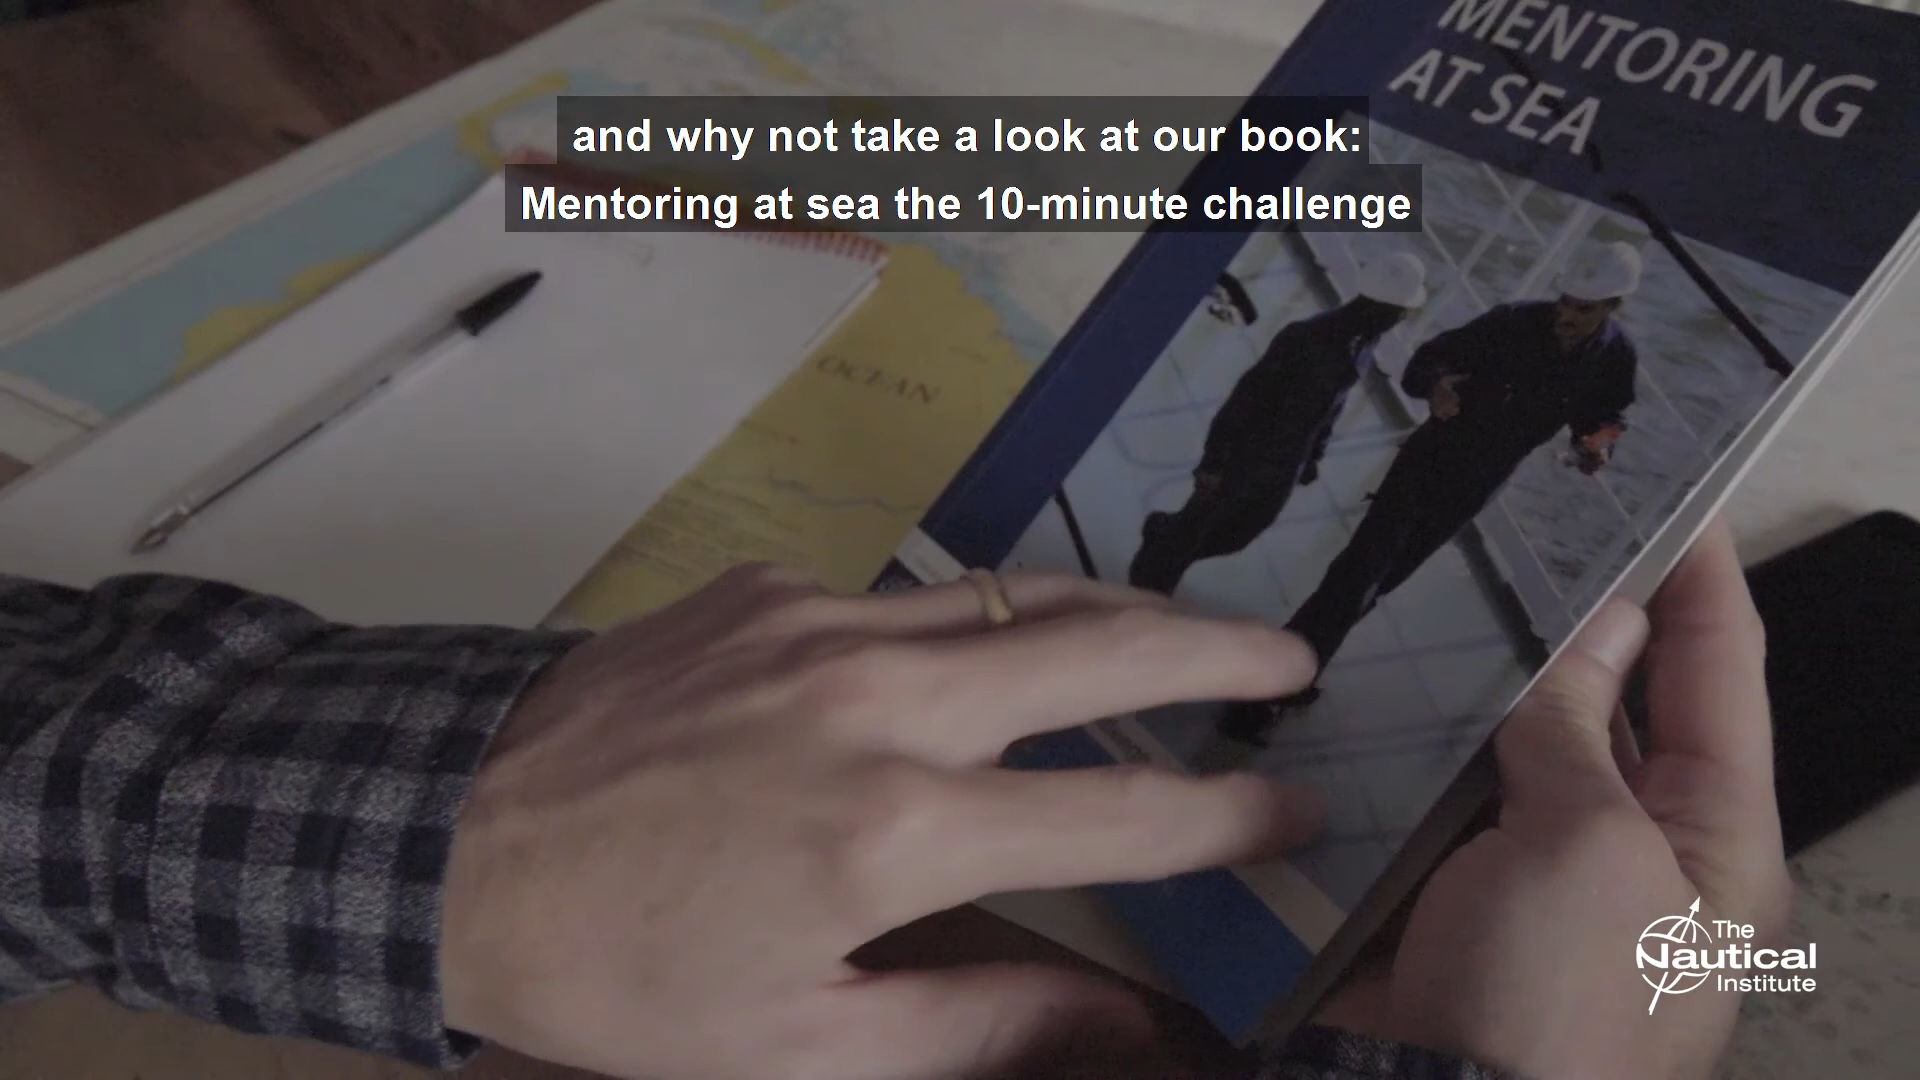 MENTORING
AT SEA
and why not take a look at our book:
Mentoring at sea the 10-minute challenge
OCEAN
The
Nautical
Institute